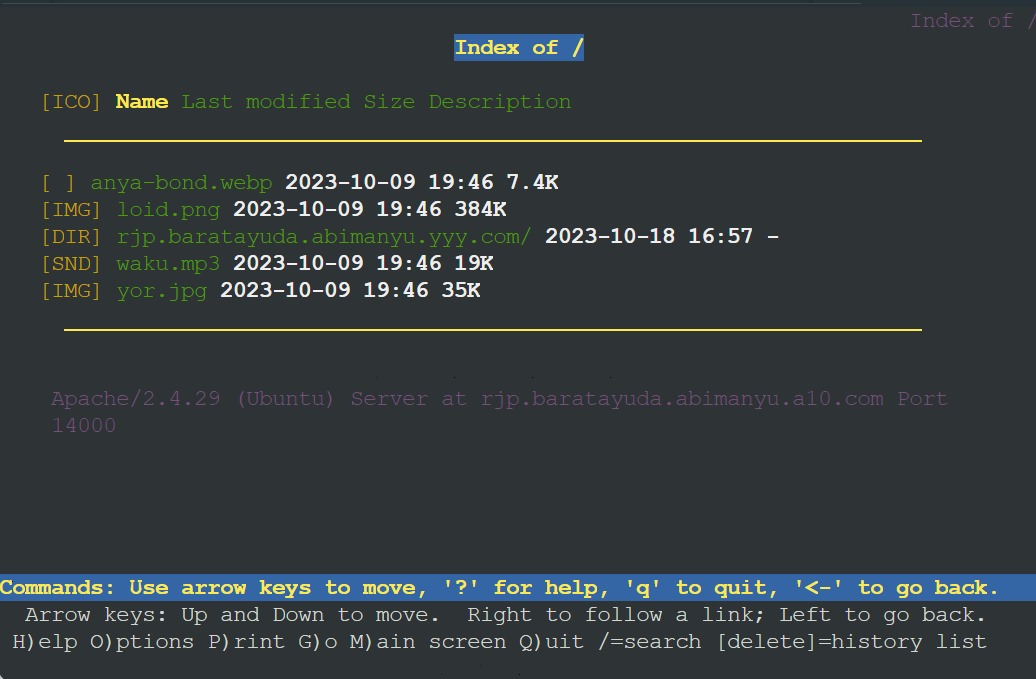 Index of /
Index of /
[ICO] Name Last modified Size Description
[ ] anya-bond.webp 2023-10-09 19:46 7.4K
[IMG] loid.png 2023-10-09 19:46 384K
[DIR] rjp.baratayuda.abimanyu.yyy.com/ 2023-10-18 16:57 -
[SND] waku.mp3 2023-10-09 19:46 19K
[IMG] yor.jpg 2023-10-09 19:46 35K
Apache/2.4.29 (Ubuntu) Server at rjp.baratayuda.abimanyu.a10.com Port
14000
Commands: Use arrow keys to move, '?' for help, 'q' to quit, '<-' to go back.
Arrow keys: Up and Down to move. Right to follow a link; Left to go back.
H)elp O)ptions P)rint G)o M)ain screen Q)uit /=search [delete]=history list